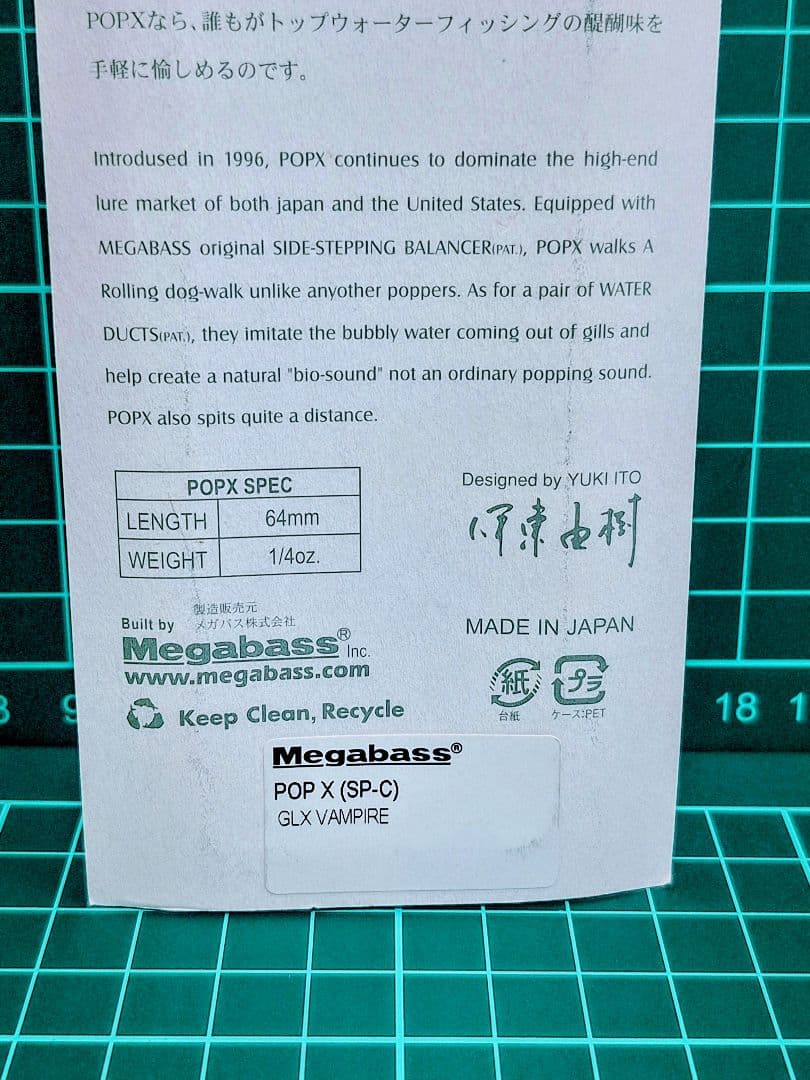 POPXなら、誰もがトップウォーターフィッシングの醍醐味を
手軽に愉しめるのです。
Introdused in 1996, POPX continues to dominate the high-end
lure market of both japan and the United States. Equipped with
MEGABASS original SIDE-STEPPING BALANCER(PAT.), POPX walks A
Rolling dog-walk unlike anyother poppers. As for a pair of WATER
DUCTS(PAT.), they imitate the bubbly water coming out of gills and
help create a natural "bio-sound" not an ordinary popping sound.
POPX also spits quite a distance.
POPX SPEC
LENGTH 64mm
WEIGHT 1/4oz.
Designed by YUKI ITO
伊東由樹
製造販売元
Built by メガバス株式会社
Megabass® Inc.
www.megabass.com
Keep Clean, Recycle
MADE IN JAPAN
紙 プラ
台紙 ケース:PET
Megabass®
POP X (SP-C)
GLX VAMPIRE
18